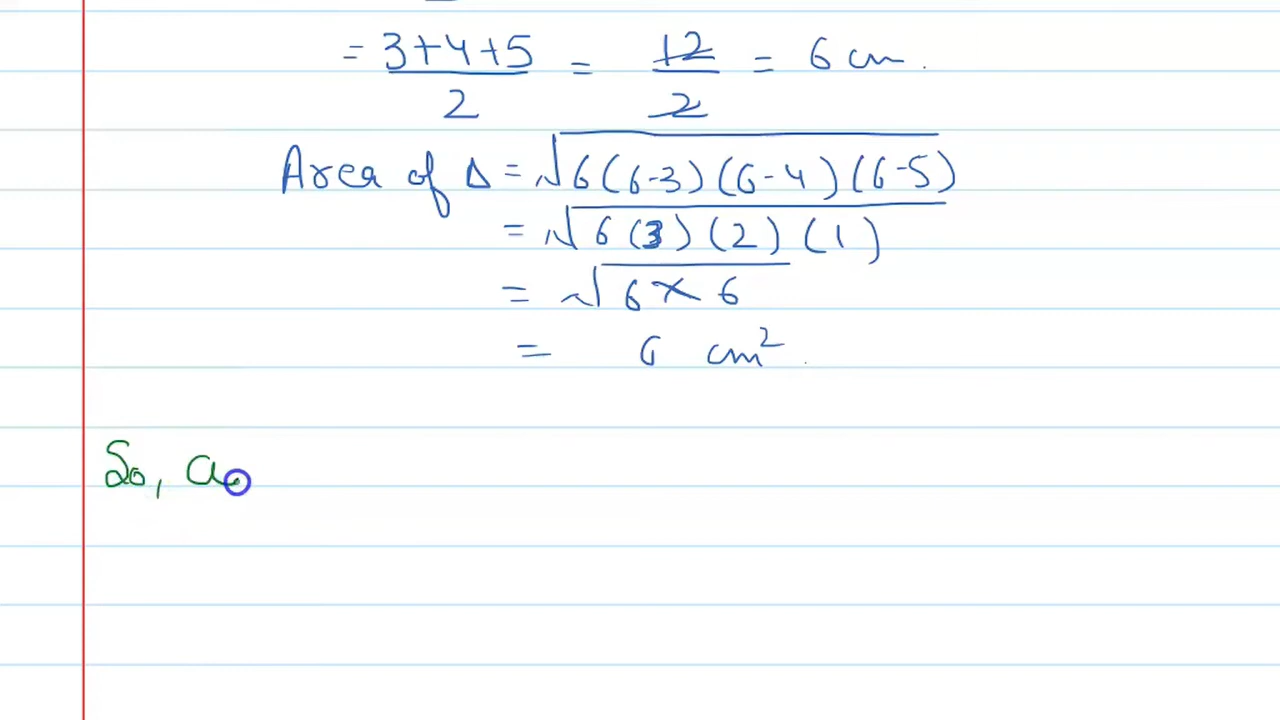 = 3+4+5/2 = 12/2 = 6 cm.
Area of Δ = √6(6-3)(6-4)(6-5)
= √6(3)(2)(1)
= √6×6
= 6 cm².
So, a